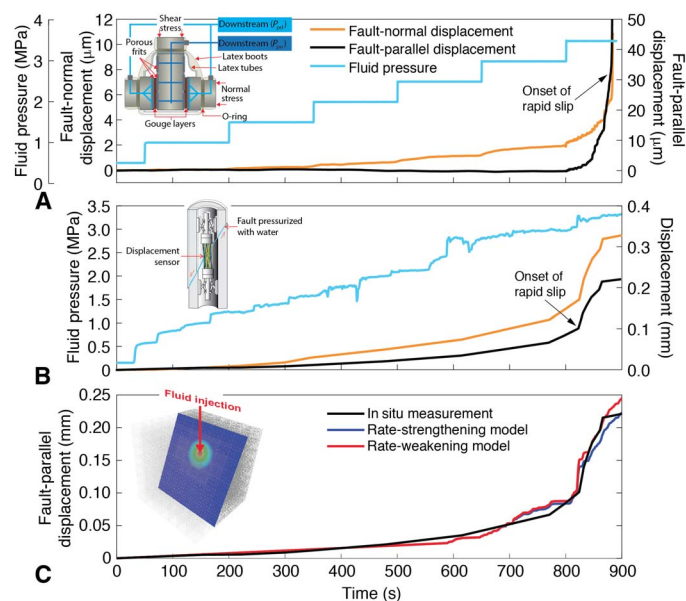 Fluid pressure (MPa)
4
3
2
1
0
Fault-normal
displacement (μm)
12
10
8
6
4
2
0
Shear
stress
Porous
frits
Downstream
Downstream
Latex boots
Latex tubes
Normal
stress
O-ring
Gouge layers
Fault-normal displacement
Fault-parallel displacement
Fluid pressure
Onset of
rapid slip
50
40
30
20
10
0
Fault-parallel
displacement (μm)
A
Fluid pressure (MPa)
3.5
3.0
2.5
2.0
1.5
1.0
0.5
0
Displacement
sensor
Fault pressurized
with water
Onset of
rapid slip
0.4
0.3
0.2
0.1
0.0
Displacement (mm)
B
Fault-parallel
displacement (mm)
0.25
0.20
0.15
0.10
0.05
0
Fluid injection
In situ measurement
Rate-strengthening model
Rate-weakening model
C
0 100 200 300 400 500 600 700 800 900
Time (s)